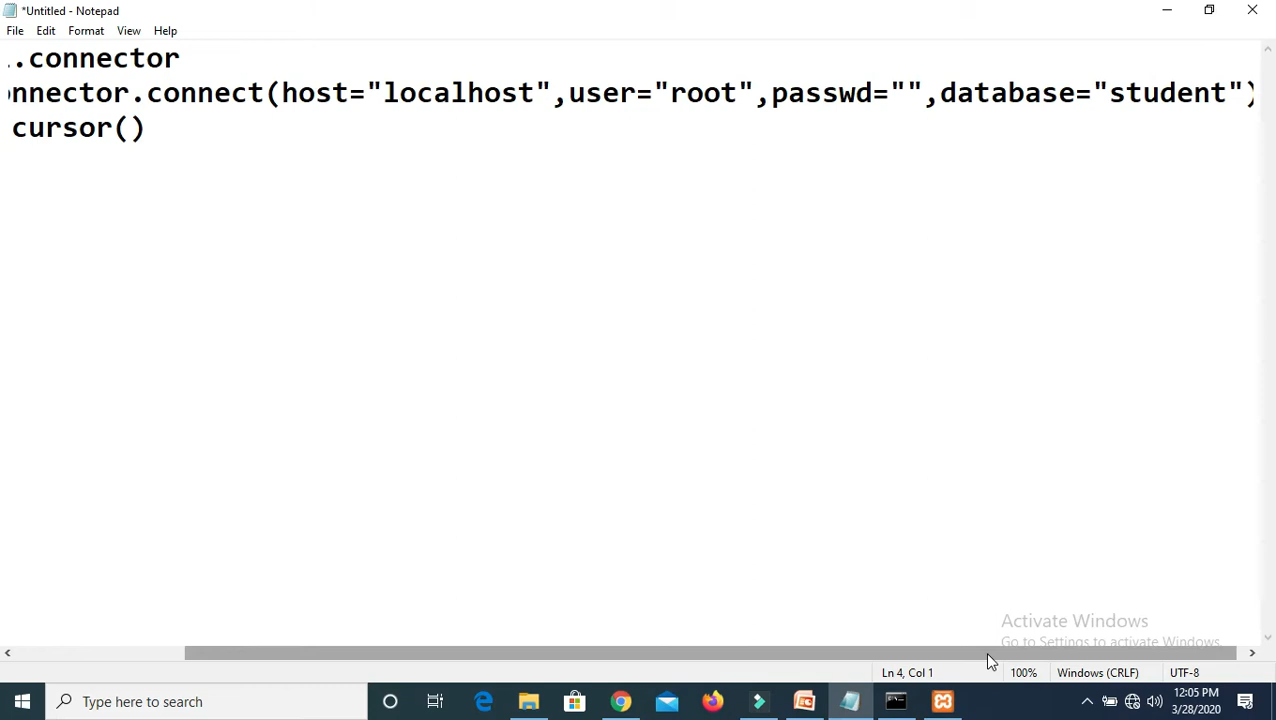 *Untitled - Notepad
File Edit Format View Help
.connector
nnector.connect(host="localhost",user="root",passwd="",database="student")
cursor()
Activate Windows
Go to Settings to activate Windows.
Ln 4, Col 1 100% Windows (CRLF) UTF-8
Type here to search
12:05 PM
3/28/2020